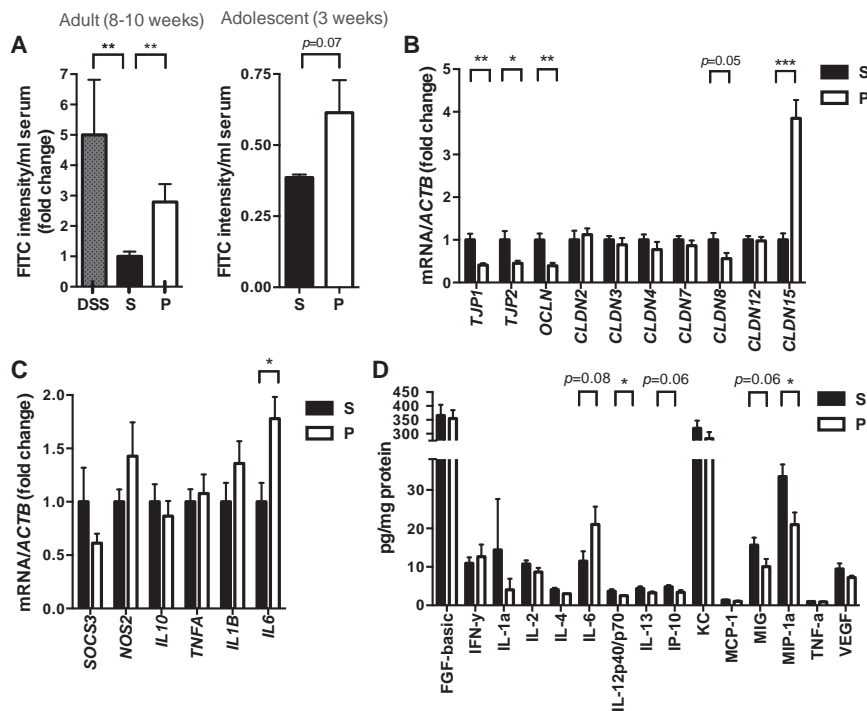 Adult (8-10 weeks)
Adolescent (3 weeks)
A
** **
p=0.07
FITC intensity/ml serum
(fold change)
7
6
5
4
3
2
1
0
DSS S P
FITC intensity/ml serum
0.75
0.50
0.25
0.00
S P
B
mRNA/ACTB (fold change)
5
4
3
2
1
0
** * ** p=0.05 ***
S
P
TJP1
TJP2
OCLN
CLDN2
CLDN3
CLDN4
CLDN7
CLDN8
CLDN12
CLDN15
C
mRNA/ACTB (fold change)
2.0
1.5
1.0
0.5
0.0
*
S
P
SOCS3
NOS2
IL10
TNFA
IL1B
IL6
D
pg/mg protein
450
400
350
300
30
20
10
0
p=0.08 * p=0.06 p=0.06 *
S
P
FGF-basic
IFN-y
IL-1a
IL-2
IL-4
IL-6
IL-12p40/p70
IL-13
IP-10
KC
MCP-1
MIG
MIP-1a
TNF-a
VEGF